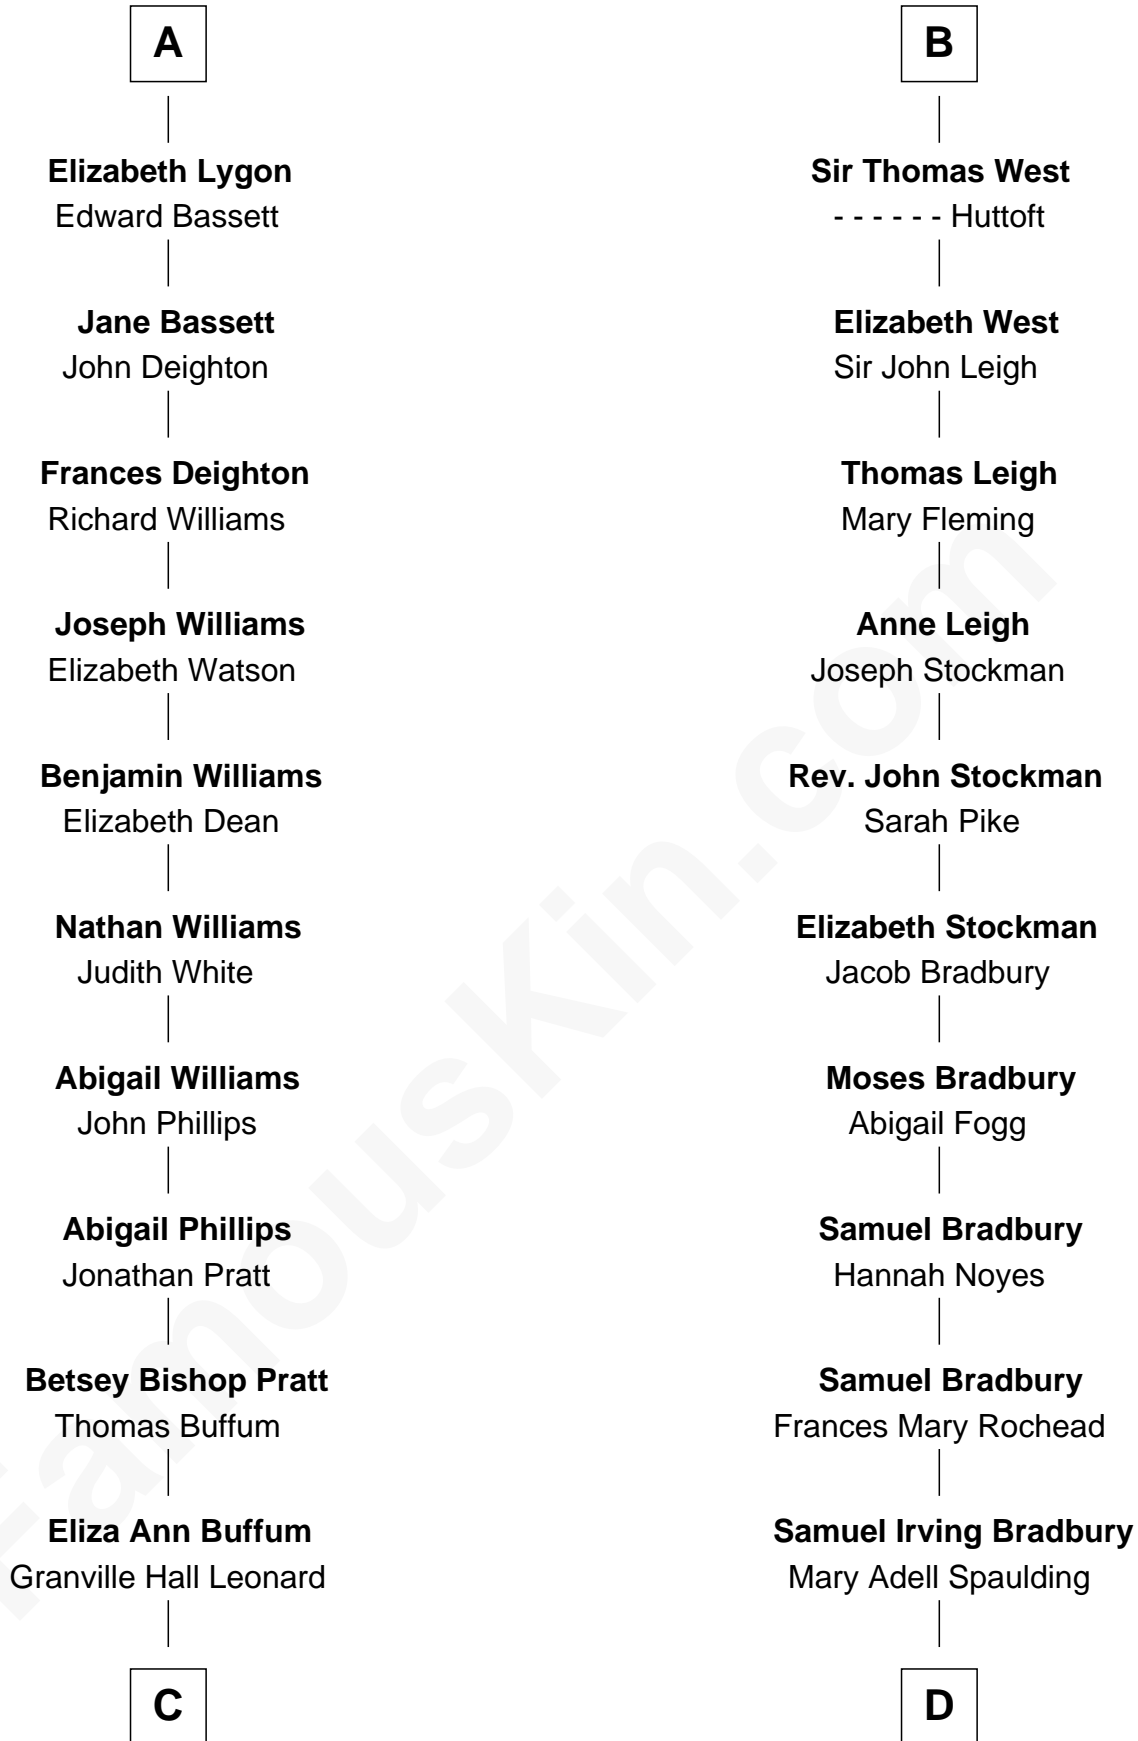 A
Elizabeth Lygon
Edward Bassett
Jane Bassett
John Deighton
Frances Deighton
Richard Williams
Joseph Williams
Elizabeth Watson
Benjamin Williams
Elizabeth Dean
Nathan Williams
Judith White
Abigail Williams
John Phillips
Abigail Phillips
Jonathan Pratt
Betsey Bishop Pratt
Thomas Buffum
Eliza Ann Buffum
Granville Hall Leonard
C
B
Sir Thomas West
- - - - - - Huttoft
Elizabeth West
Sir John Leigh
Thomas Leigh
Mary Fleming
Anne Leigh
Joseph Stockman
Rev. John Stockman
Sarah Pike
Elizabeth Stockman
Jacob Bradbury
Moses Bradbury
Abigail Fogg
Samuel Bradbury
Hannah Noyes
Samuel Bradbury
Frances Mary Rochead
Samuel Irving Bradbury
Mary Adell Spaulding
D
FamousKin.com